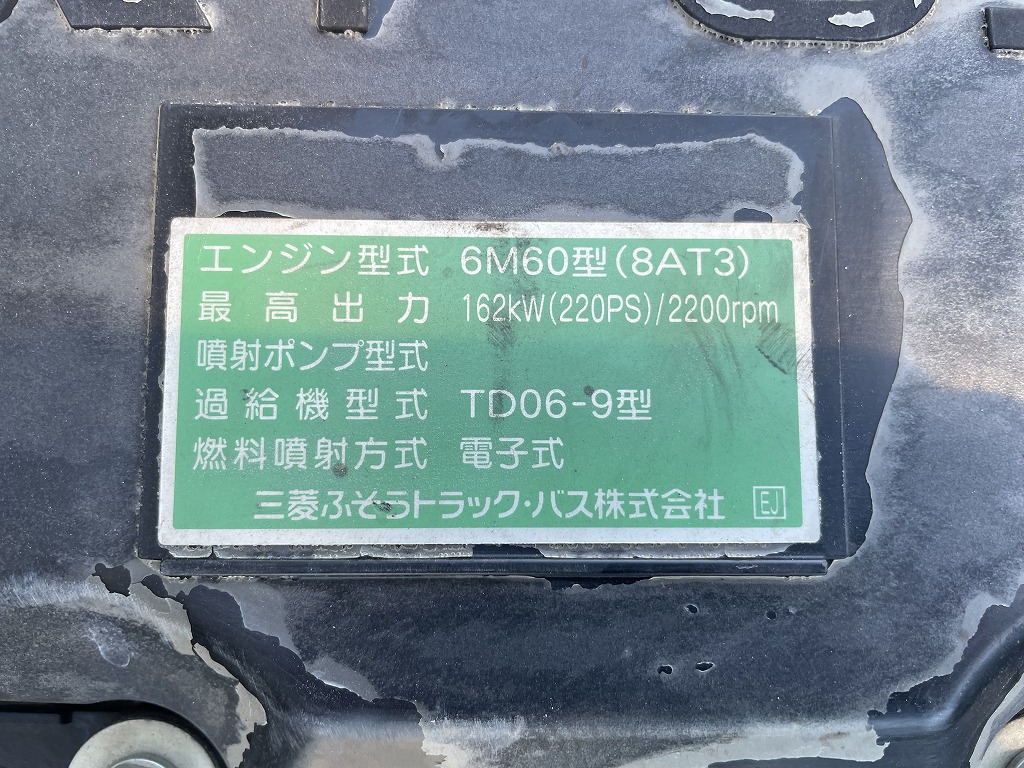 エンジン型式 6M60型(8AT3)
最高出力 162kW(220PS)/2200rpm
噴射ポンプ型式
過給機型式 TD06-9型
燃料噴射方式 電子式
三菱ふそうトラック・バス株式会社 EJ